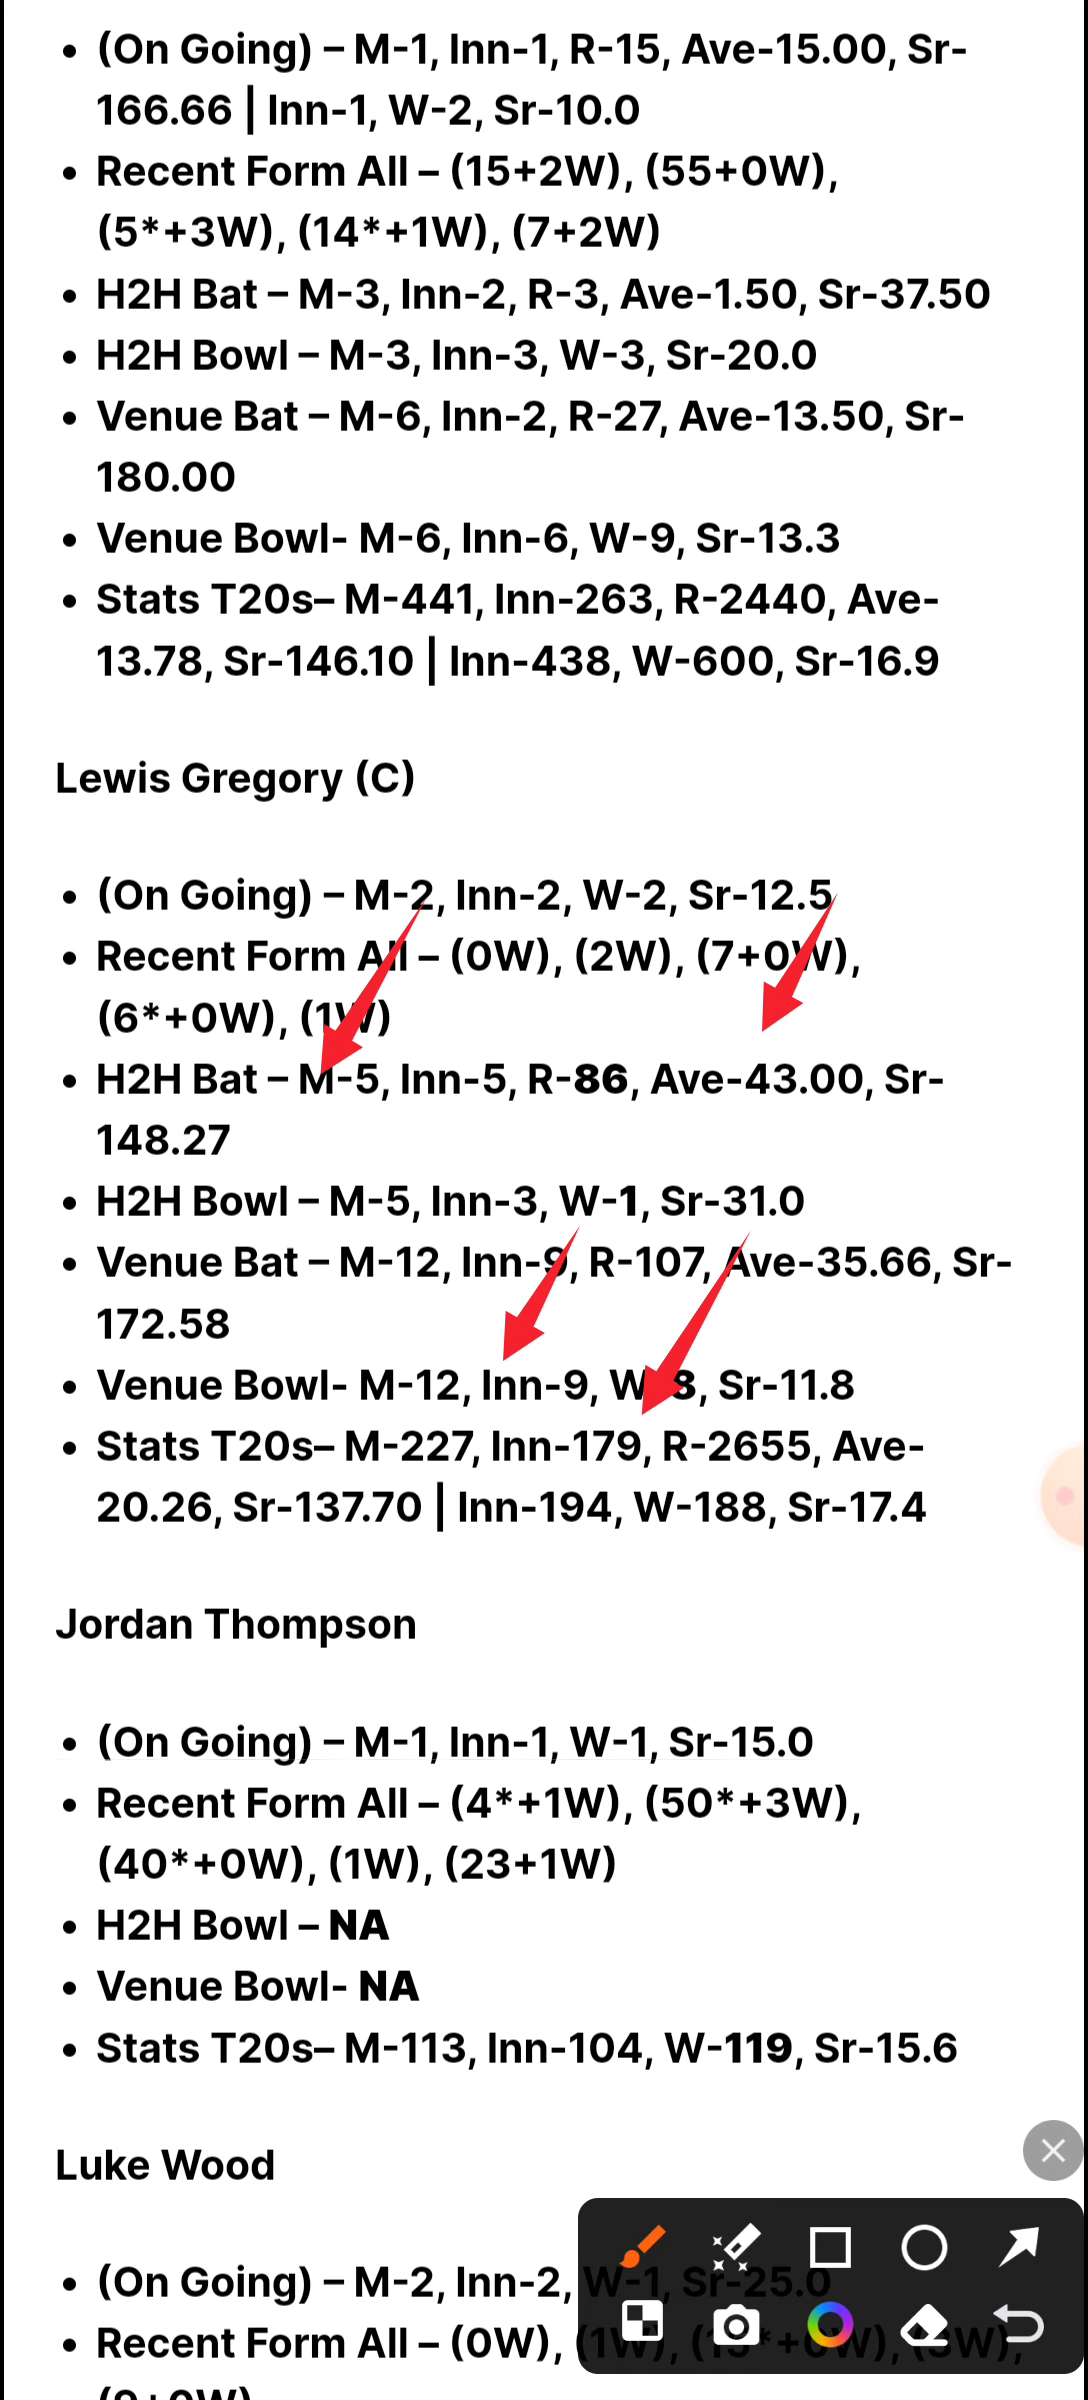 • (On Going) – M-1, Inn-1, R-15, Ave-15.00, Sr-
166.66 | Inn-1, W-2, Sr-10.0
• Recent Form All – (15+2W), (55+0W),
(5*+3W), (14*+1W), (7+2W)
• H2H Bat – M-3, Inn-2, R-3, Ave-1.50, Sr-37.50
• H2H Bowl – M-3, Inn-3, W-3, Sr-20.0
• Venue Bat – M-6, Inn-2, R-27, Ave-13.50, Sr-
180.00
• Venue Bowl- M-6, Inn-6, W-9, Sr-13.3
• Stats T20s– M-441, Inn-263, R-2440, Ave-
13.78, Sr-146.10 | Inn-438, W-600, Sr-16.9
Lewis Gregory (C)
• (On Going) – M-2, Inn-2, W-2, Sr-12.5
• Recent Form All – (0W), (2W), (7+0W),
(6*+0W), (1W)
• H2H Bat – M-5, Inn-5, R-86, Ave-43.00, Sr-
148.27
• H2H Bowl – M-5, Inn-3, W-1, Sr-31.0
• Venue Bat – M-12, Inn-9, R-107, Ave-35.66, Sr-
172.58
• Venue Bowl- M-12, Inn-9, Sr-11.8
• Stats T20s– M-227, Inn-179, R-2655, Ave-
20.26, Sr-137.70 | Inn-194, W-188, Sr-17.4
Jordan Thompson
• (On Going) – M-1, Inn-1, W-1, Sr-15.0
• Recent Form All – (4*+1W), (50*+3W),
(40*+0W), (1W), (23+1W)
• H2H Bowl – NA
• Venue Bowl- NA
• Stats T20s– M-113, Inn-104, W-119, Sr-15.6
Luke Wood
• (On Going) – M-2, Inn-2, W-1, Sr-25.0
• Recent Form All – (0W), (1W),